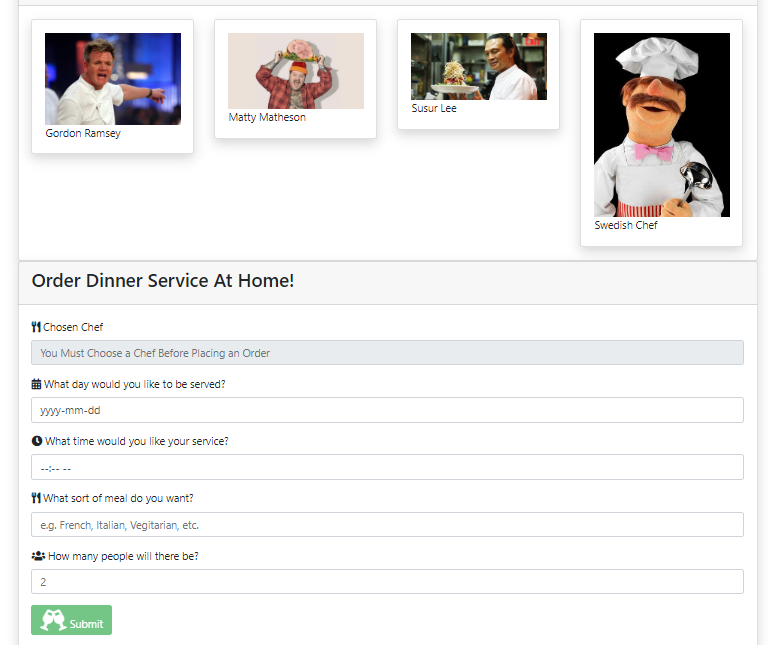 Gordon Ramsey
Matty Matheson
Susur Lee
Swedish Chef
Order Dinner Service At Home!
Chosen Chef
You Must Choose a Chef Before Placing an Order
What day would you like to be served?
yyyy-mm-dd
What time would you like your service?
--:-- --
What sort of meal do you want?
e.g. French, Italian, Vegitarian, etc.
How many people will there be?
2
Submit